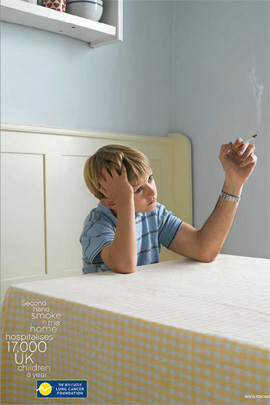 Second
hand
smoke
in the
home
hospitalises
17,000
UK
children
a year.
THE ROY CASTLE
LUNG CANCER
FOUNDATION